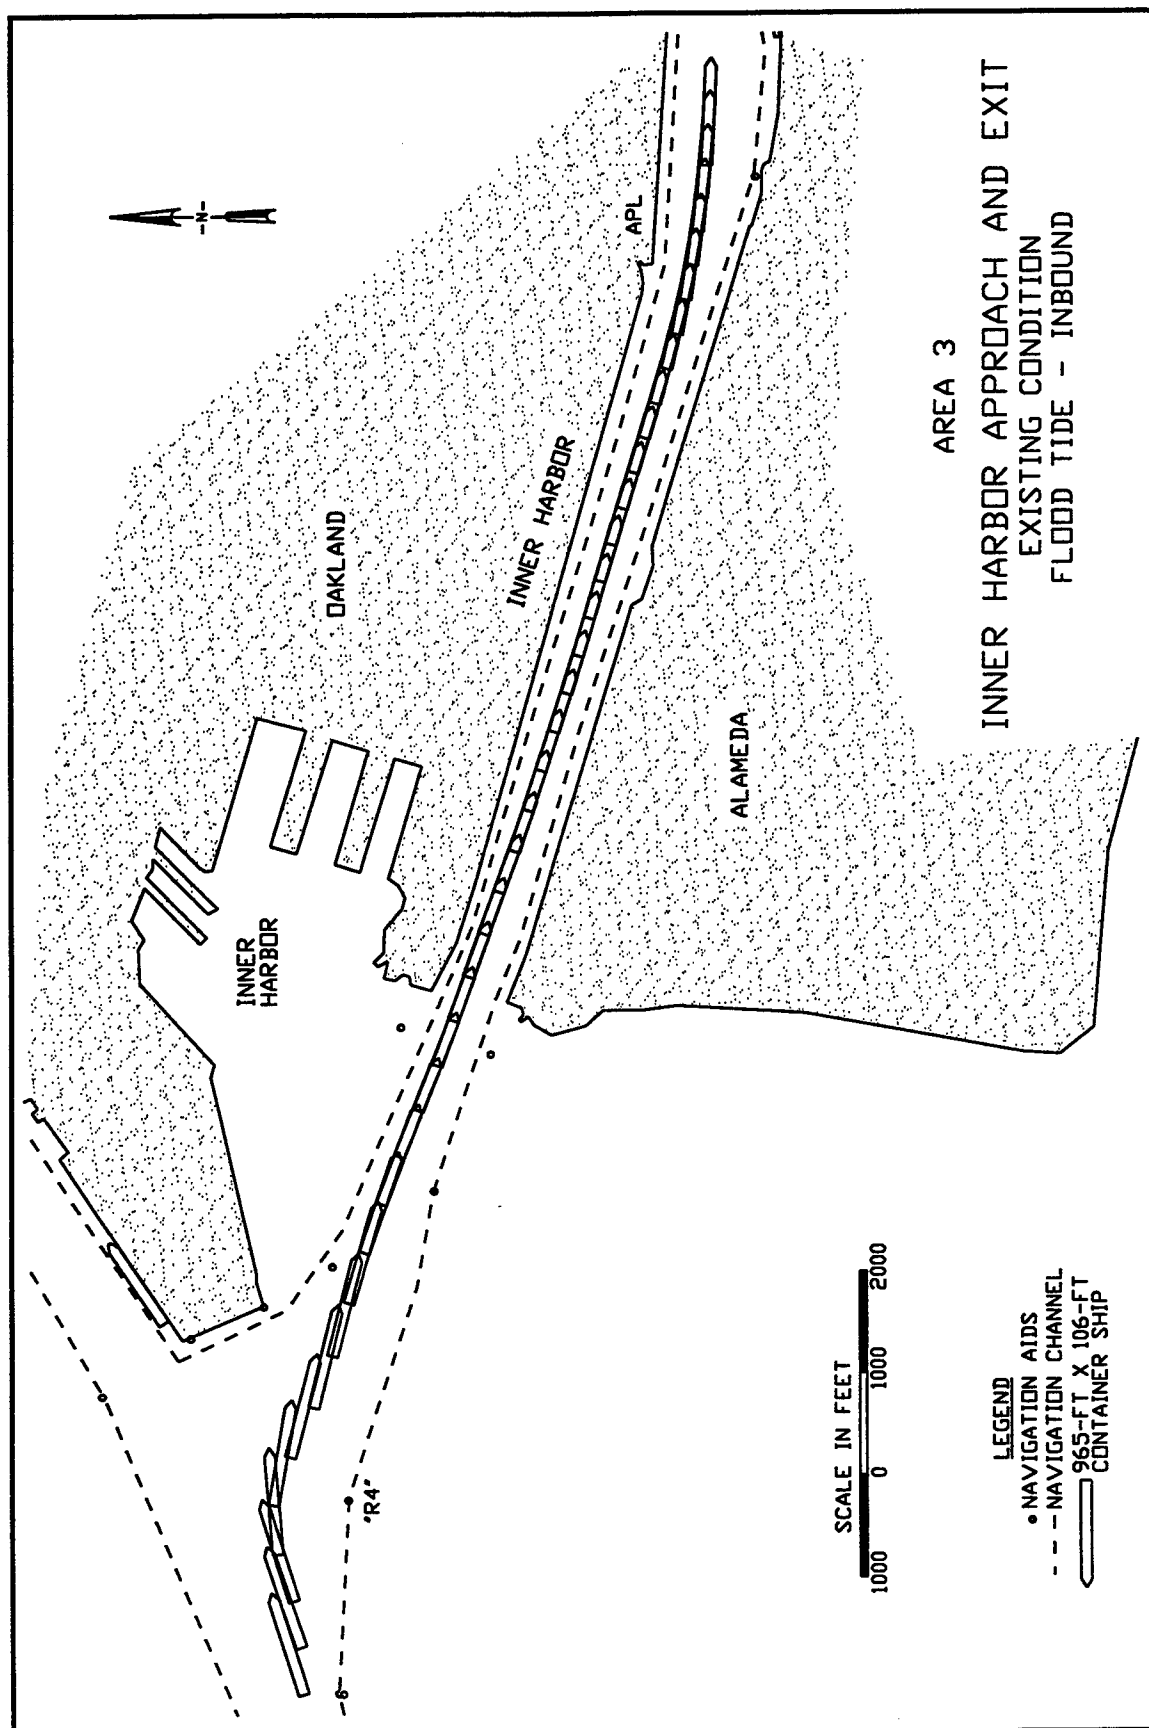 -N-
APL
OAKLAND
INNER HARBOR
INNER
HARBOR
ALAMEDA
"R4"
AREA 3
INNER HARBOR APPROACH AND EXIT
EXISTING CONDITION
FLOOD TIDE - INBOUND
SCALE IN FEET
1000 0 1000 2000
LEGEND
NAVIGATION AIDS
NAVIGATION CHANNEL
965-FT X 106-FT
CONTAINER SHIP